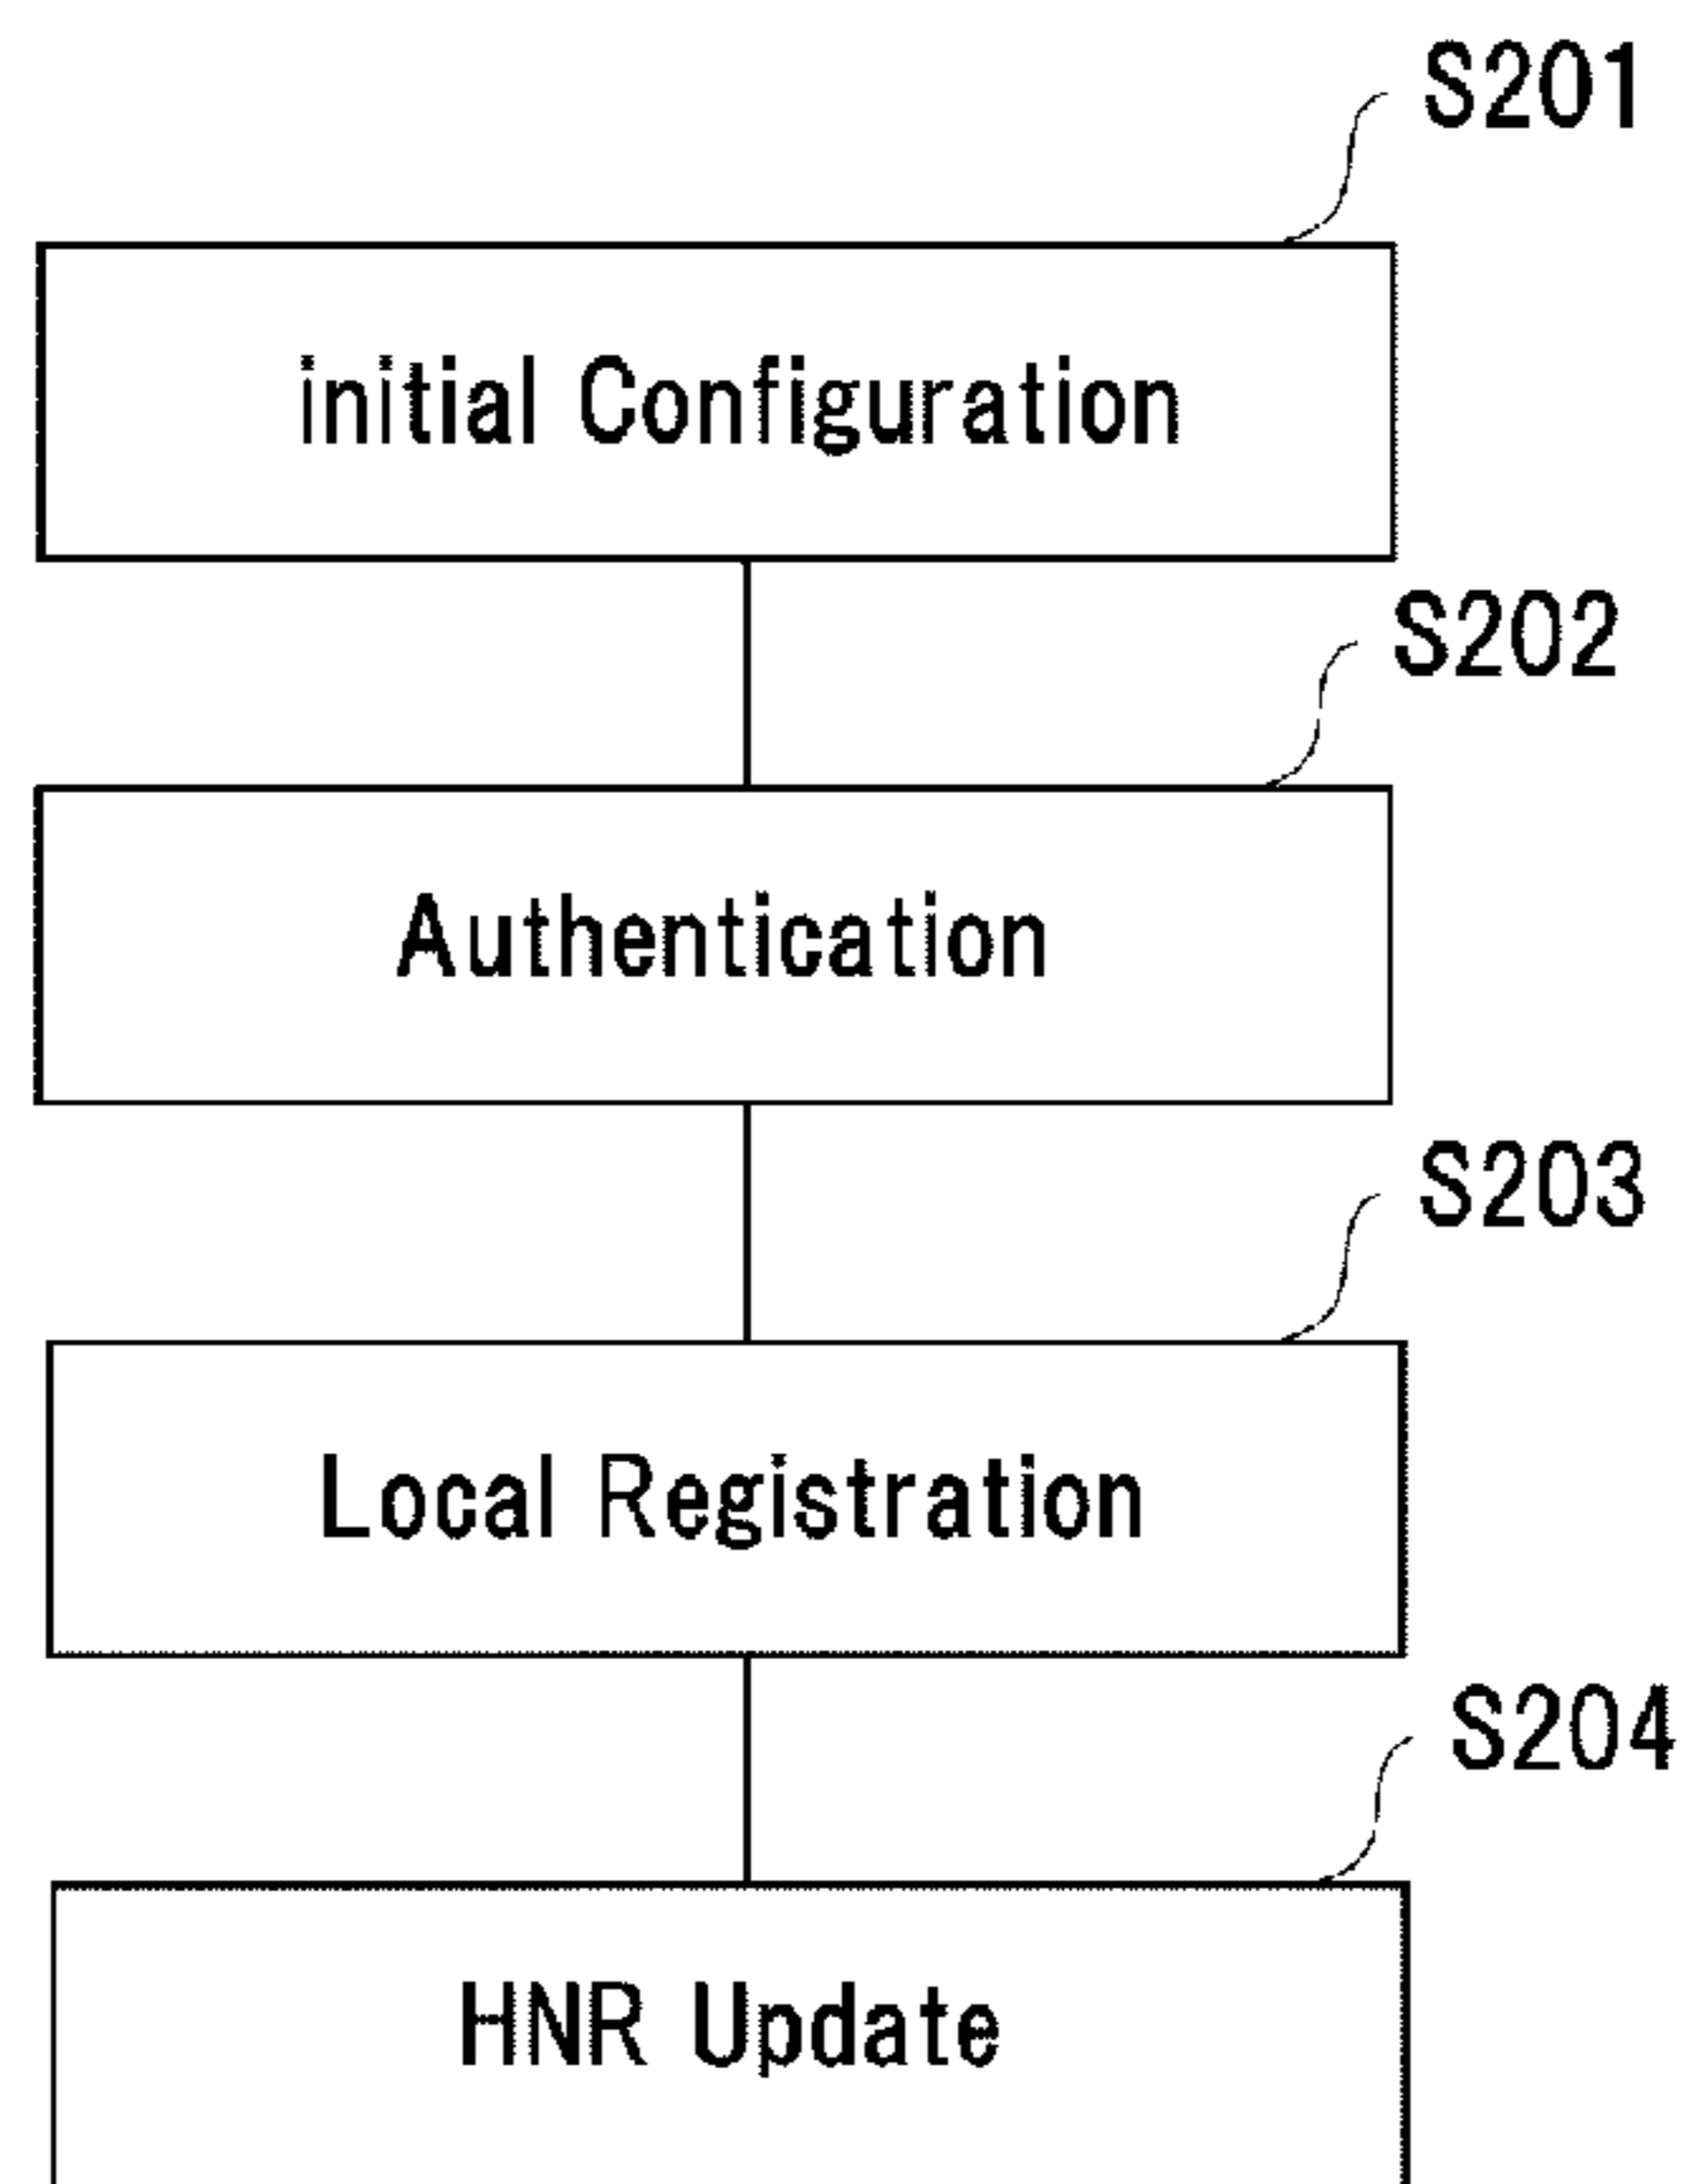 S201
initial Configuration
S202
Authentication
S203
Local Registration
S204
HNR Update